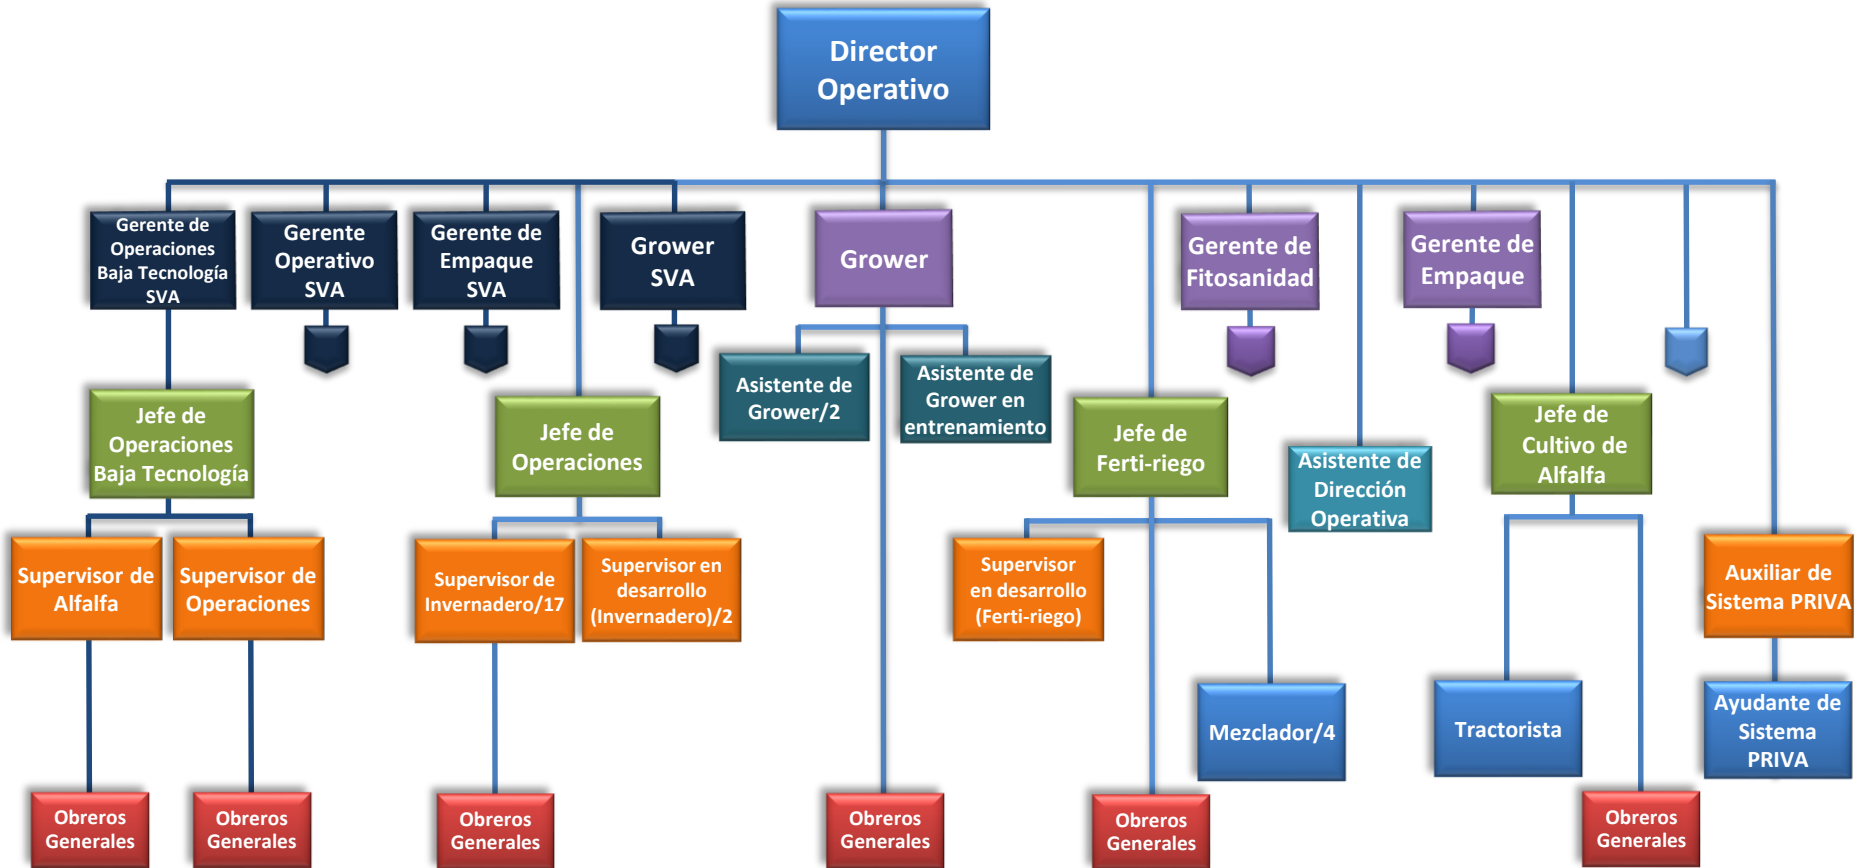 Director
Operativo
Gerente de
Operaciones
Baja Tecnología
SVA
Gerente
Operativo
SVA
Gerente de
Empaque
SVA
Grower
SVA
Grower
Gerente de
Fitosanidad
Gerente de
Empaque
Asistente de
Grower/2
Asistente de
Grower en
entrenamiento
Jefe de
Operaciones
Baja Tecnología
Jefe de
Operaciones
Jefe de
Ferti-riego
Asistente de
Dirección
Operativa
Jefe de
Cultivo de
Alfalfa
Supervisor de
Alfalfa
Supervisor de
Operaciones
Supervisor de
Invernadero/17
Supervisor en
desarrollo
(Invernadero)/2
Supervisor
en desarrollo
(Ferti-riego)
Auxiliar de
Sistema PRIVA
Mezclador/4
Tractorista
Ayudante de
Sistema
PRIVA
Obreros
Generales
Obreros
Generales
Obreros
Generales
Obreros
Generales
Obreros
Generales
Obreros
Generales